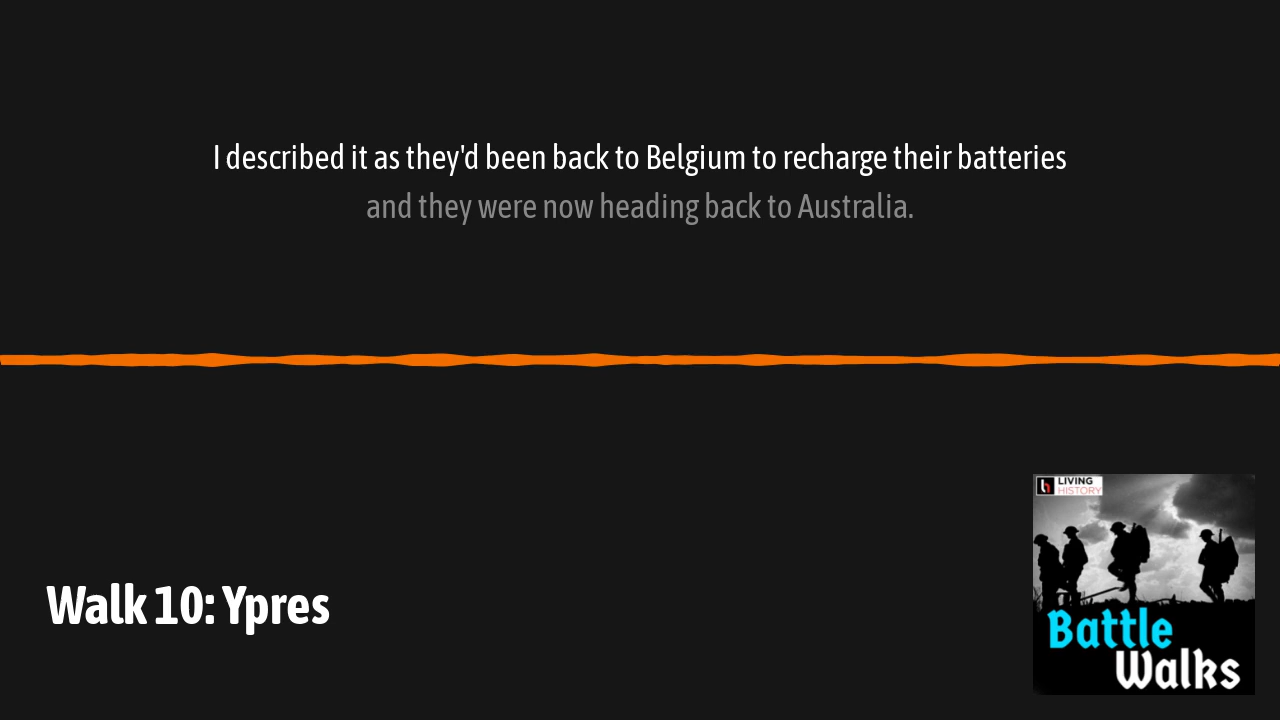 I described it as they'd been back to Belgium to recharge their batteries
and they were now heading back to Australia.
LIVING
HISTORY
Walk 10: Ypres
Battle
Walks